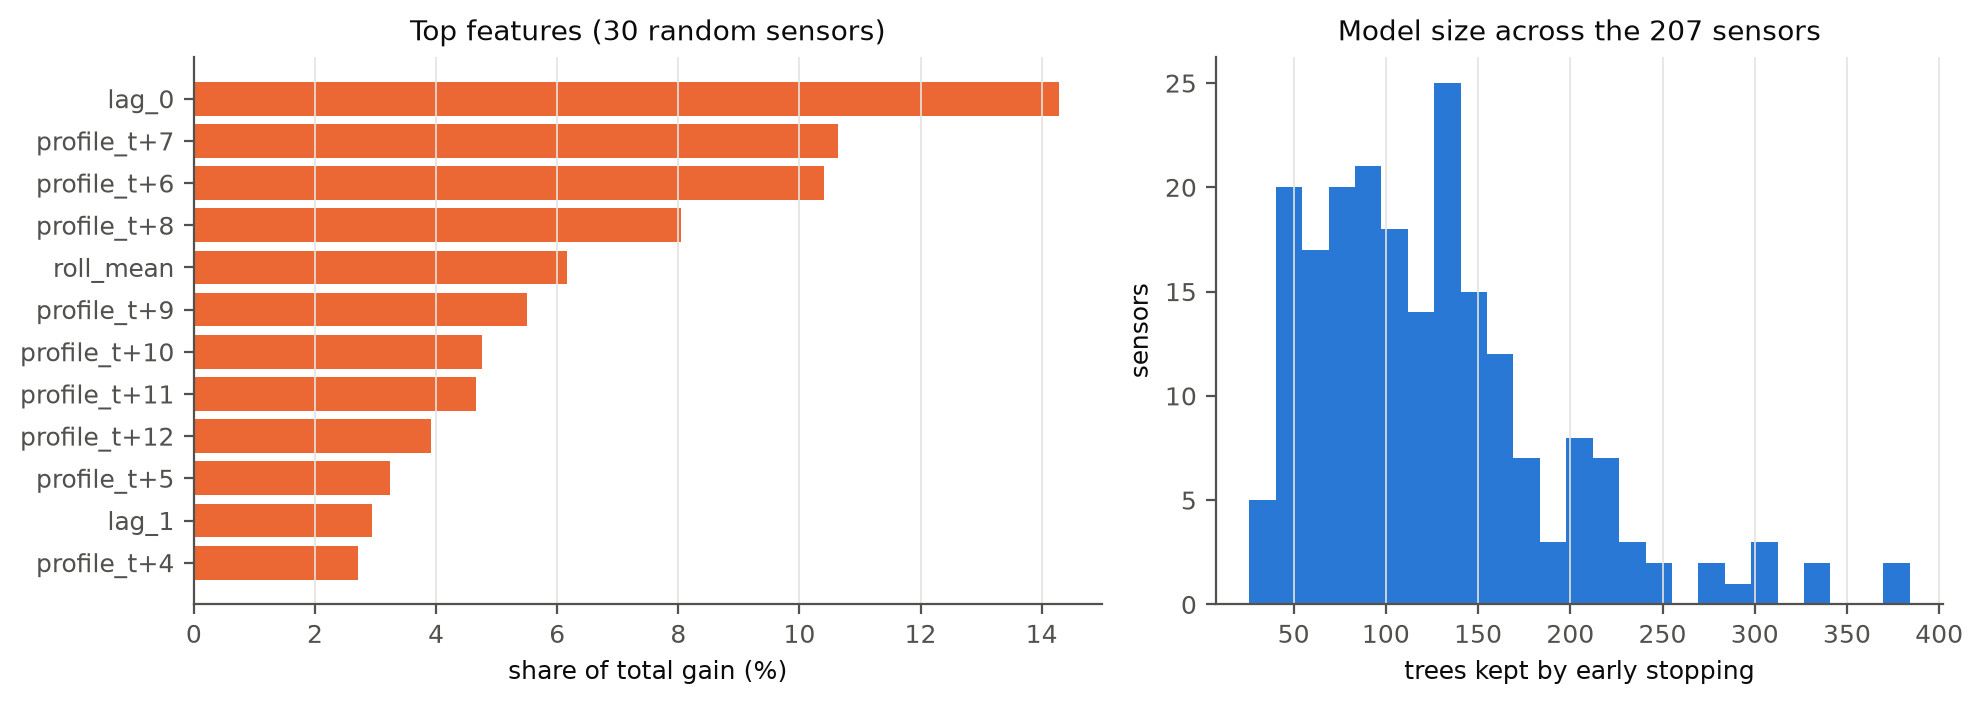 Top features (30 random sensors)
lag_0
profile_t+7
profile_t+6
profile_t+8
roll_mean
profile_t+9
profile_t+10
profile_t+11
profile_t+12
profile_t+5
lag_1
profile_t+4
0 2 4 6 8 10 12 14
share of total gain (%)
Model size across the 207 sensors
sensors
25
20
15
10
5
0
50 100 150 200 250 300 350 400
trees kept by early stopping